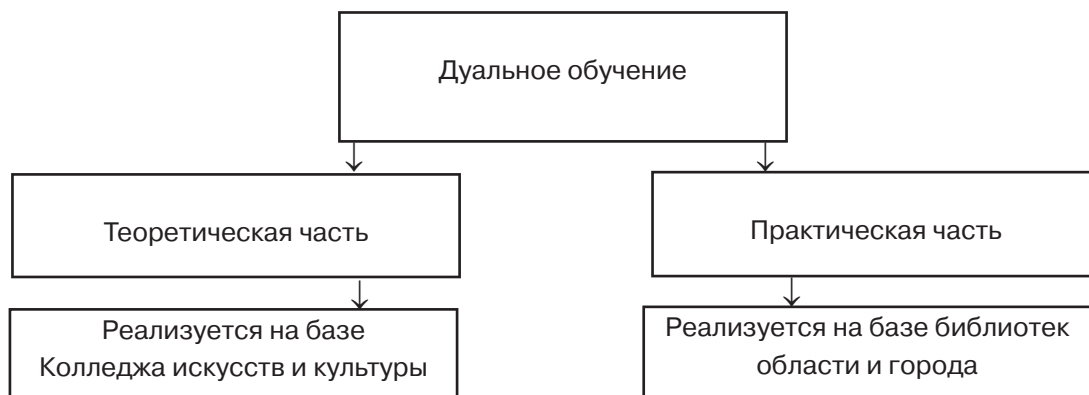 Дуальное обучение
Теоретическая часть
Практическая часть
Реализуется на базе
Колледжа искусств и культуры
Реализуется на базе библиотек
области и города